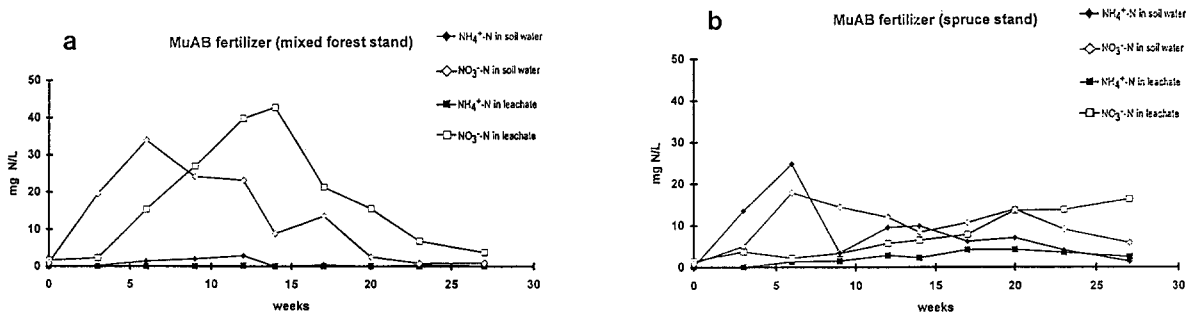 a
MuAB fertilizer (mixed forest stand)
NH₄⁺-N in soil water
NO₃⁻-N in soil water
NH₄⁺-N in leachate
NO₃⁻-N in leachate
50
40
30
20
10
0
mg N/L
0 5 10 15 20 25 30
weeks
b
MuAB fertilizer (spruce stand)
NH₄⁺-N in soil water
NO₃⁻-N in soil water
NH₄⁺-N in leachate
NO₃⁻-N in leachate
50
40
30
20
10
0
mg N/L
0 5 10 15 20 25 30
weeks